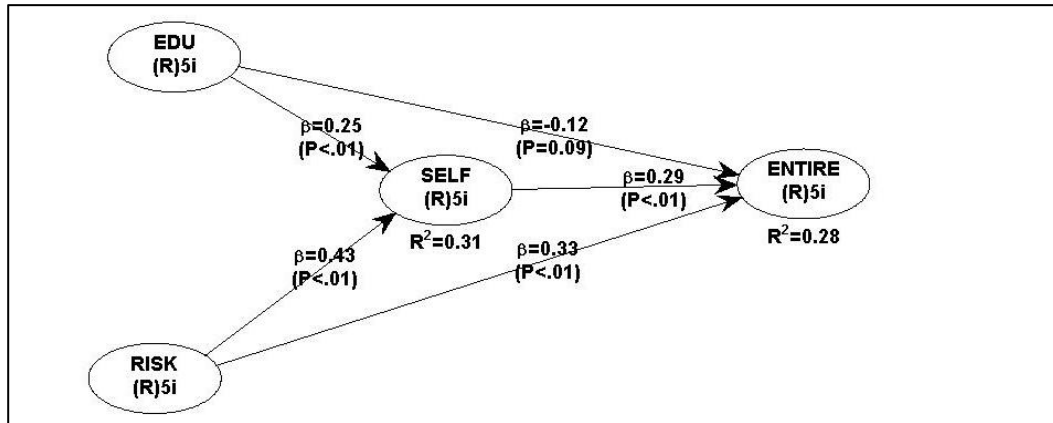 EDU
(R)5i
β=0.25
(P<.01)
β=-0.12
(P=0.09)
SELF
(R)5i
R²=0.31
β=0.29
(P<.01)
ENTIRE
(R)5i
R²=0.28
β=0.43
(P<.01)
β=0.33
(P<.01)
RISK
(R)5i